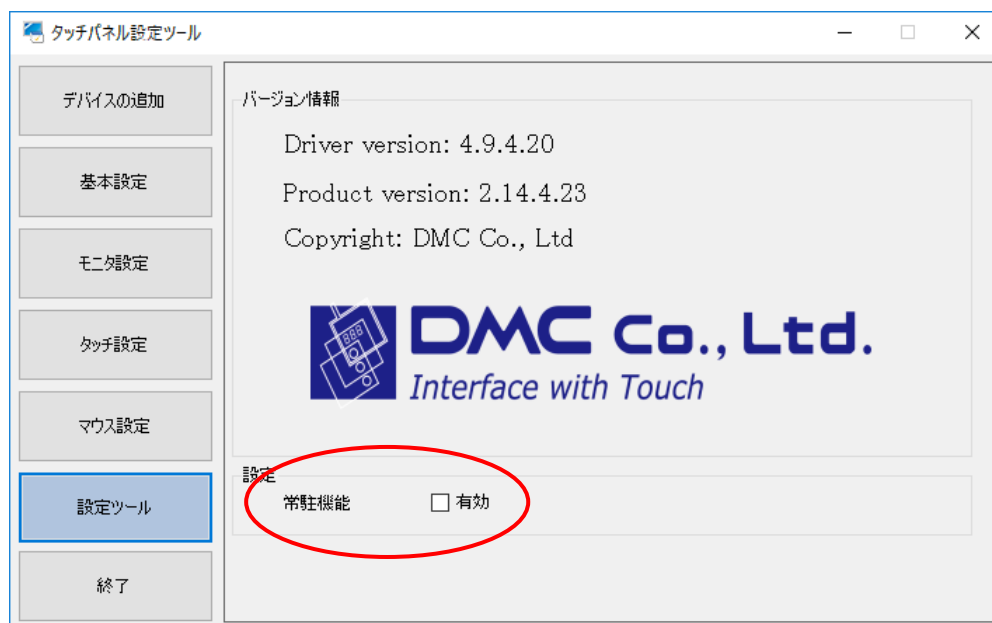 タッチパネル設定ツール
デバイスの追加
基本設定
モニタ設定
タッチ設定
マウス設定
設定ツール
終了
バージョン情報
Driver version: 4.9.4.20
Product version: 2.14.4.23
Copyright: DMC Co., Ltd
888
DMC Co., Ltd.
Interface with Touch
設定
常駐機能 有効